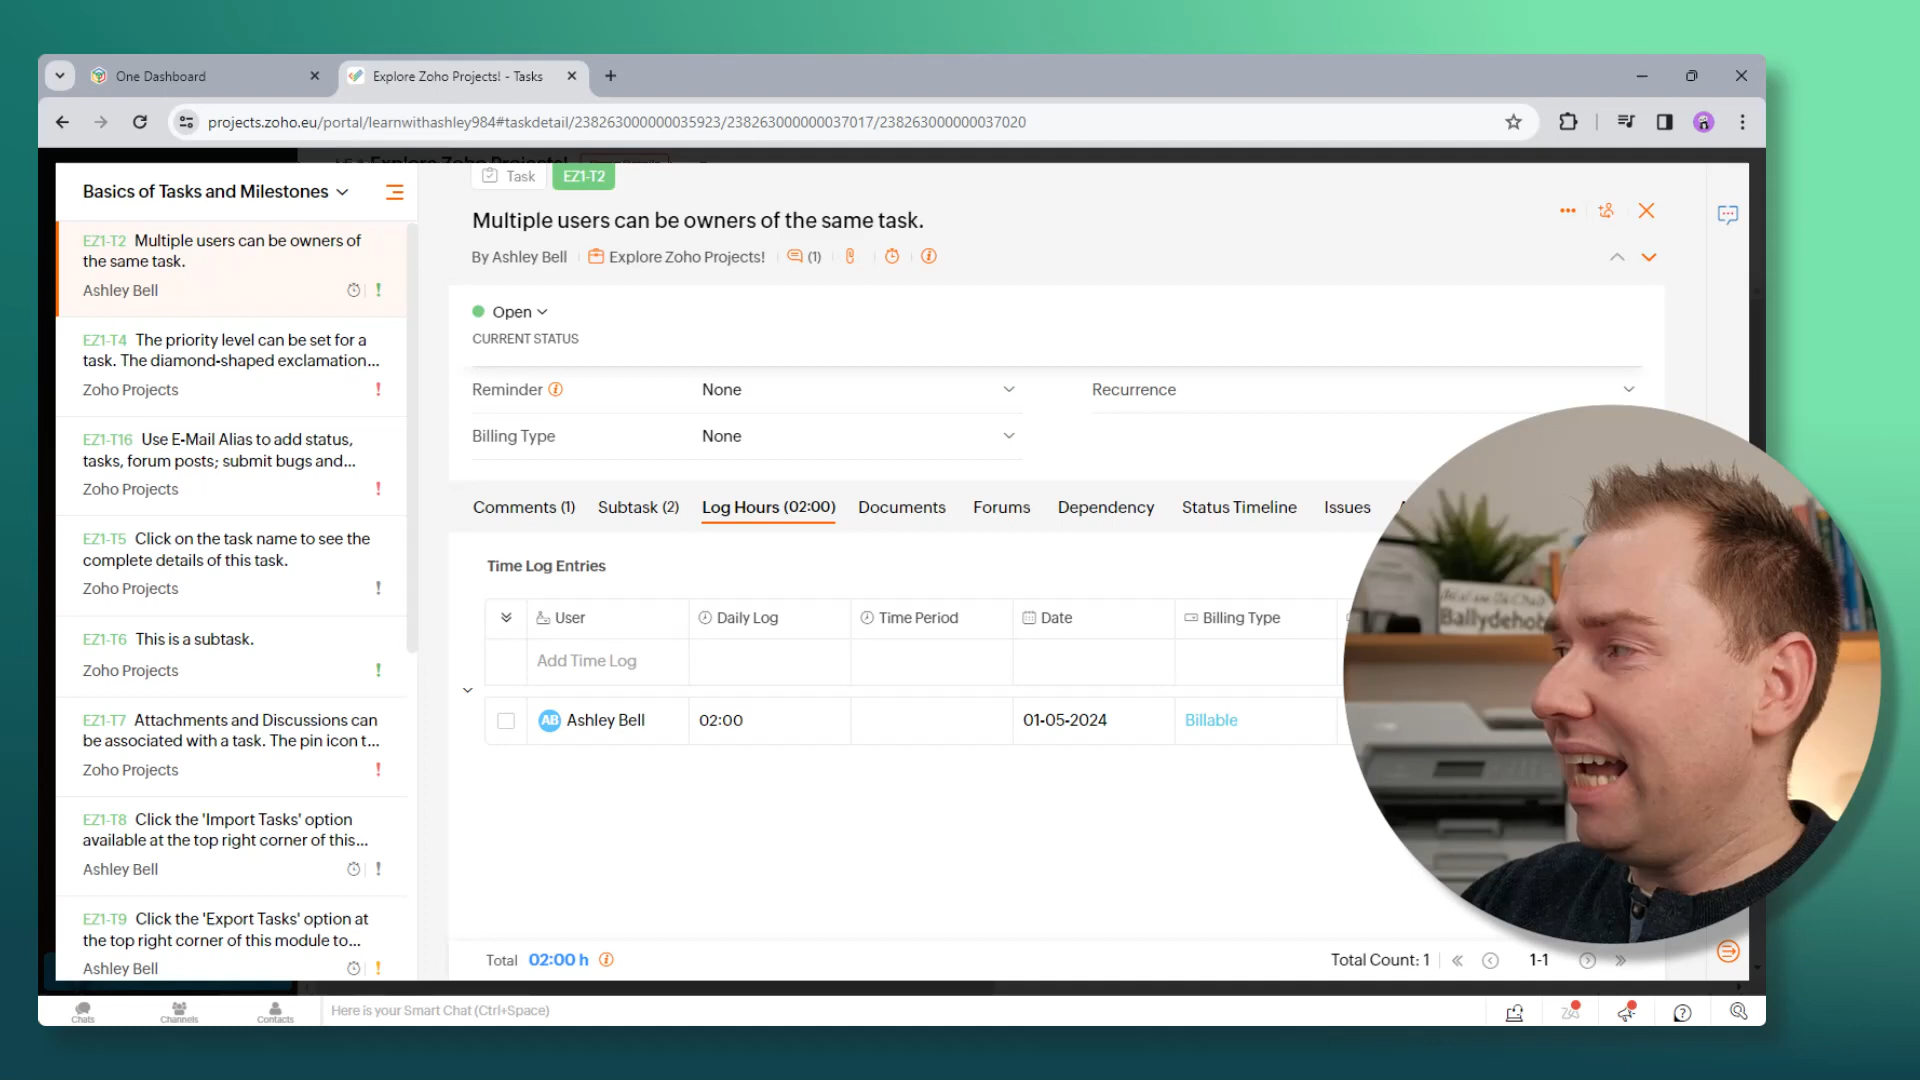 One Dashboard
Explore Zoho Projects! - Tasks
projects.zoho.eu/portal/learnwithashley984#taskdetail/238263000000035923/238263000000037017/238263000000037020
Basics of Tasks and Milestones
EZ1-T2 Multiple users can be owners of
the same task.
Ashley Bell
EZ1-T4 The priority level can be set for a
task. The diamond-shaped exclamation...
Zoho Projects
EZ1-T16 Use E-Mail Alias to add status,
tasks, forum posts; submit bugs and...
Zoho Projects
EZ1-T5 Click on the task name to see the
complete details of this task.
Zoho Projects
EZ1-T6 This is a subtask.
Zoho Projects
EZ1-T7 Attachments and Discussions can
be associated with a task. The pin icon t...
Zoho Projects
EZ1-T8 Click the 'Import Tasks' option
available at the top right corner of this...
Ashley Bell
EZ1-T9 Click the 'Export Tasks' option at
the top right corner of this module to...
Ashley Bell
Task EZ1-T2
Multiple users can be owners of the same task.
By Ashley Bell Explore Zoho Projects! (1)
Open
CURRENT STATUS
Reminder None Recurrence
Billing Type None
Comments (1) Subtask (2) Log Hours (02:00) Documents Forums Dependency Status Timeline Issues
Time Log Entries
User Daily Log Time Period Date Billing Type
Add Time Log
AB Ashley Bell 02:00 01-05-2024 Billable
Total 02:00 h Total Count: 1 1-1
Ballydehob
Chats Channels Contacts Here is your Smart Chat (Ctrl+Space)